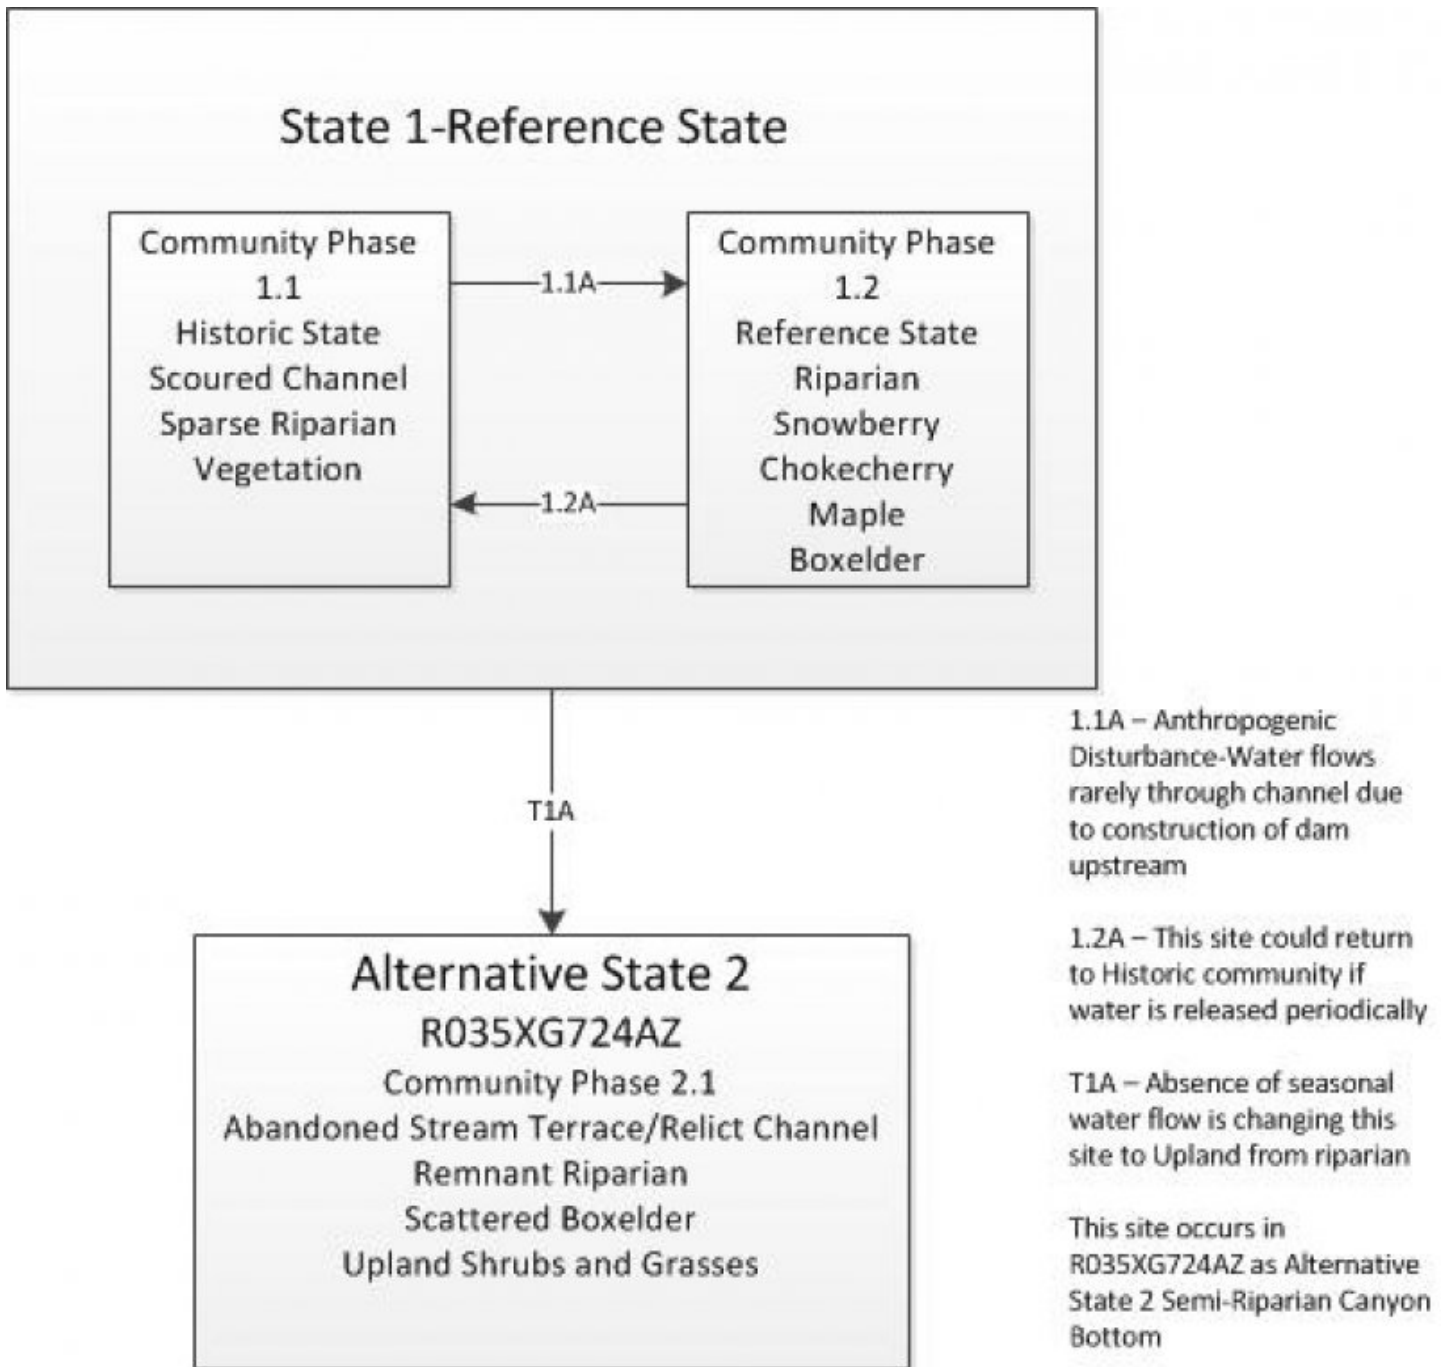 State 1-Reference State
Community Phase
1.1
Historic State
Scoured Channel
Sparse Riparian
Vegetation
1.1A
1.2A
Community Phase
1.2
Reference State
Riparian
Snowberry
Chokecherry
Maple
Boxelder
T1A
Alternative State 2
R035XG724AZ
Community Phase 2.1
Abandoned Stream Terrace/Relict Channel
Remnant Riparian
Scattered Boxelder
Upland Shrubs and Grasses
1.1A – Anthropogenic
Disturbance-Water flows
rarely through channel due
to construction of dam
upstream
1.2A – This site could return
to Historic community if
water is released periodically
T1A – Absence of seasonal
water flow is changing this
site to Upland from riparian
This site occurs in
R035XG724AZ as Alternative
State 2 Semi-Riparian Canyon
Bottom